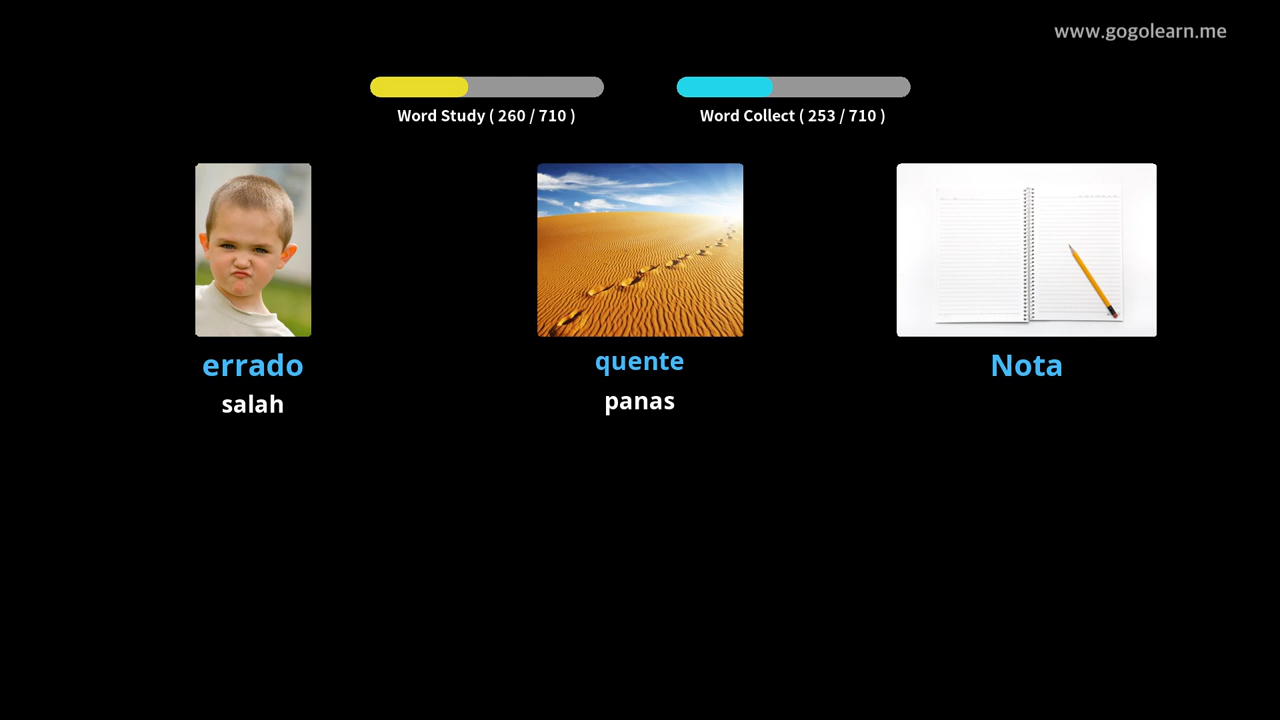 www.gogolearn.me
Word Study ( 260 / 710 )
Word Collect ( 253 / 710 )
errado
salah
quente
panas
Nota